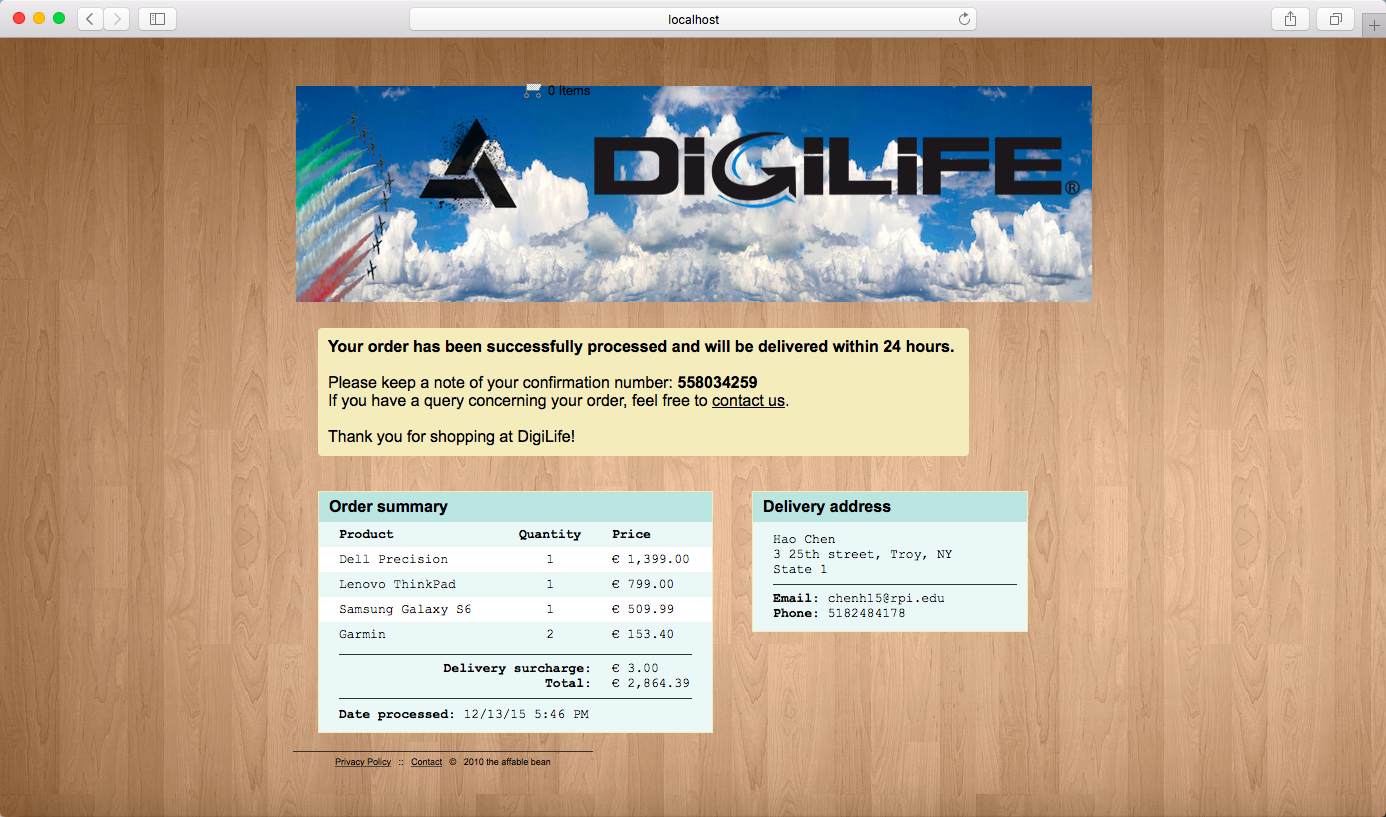 localhost
0 Items
DiGiLiFE®
Your order has been successfully processed and will be delivered within 24 hours.
Please keep a note of your confirmation number: 558034259
If you have a query concerning your order, feel free to contact us.
Thank you for shopping at DigiLife!
Order summary
Product Quantity Price
Dell Precision 1 € 1,399.00
Lenovo ThinkPad 1 € 799.00
Samsung Galaxy S6 1 € 509.99
Garmin 2 € 153.40
Delivery surcharge: € 3.00
Total: € 2,864.39
Date processed: 12/13/15 5:46 PM
Delivery address
Hao Chen
3 25th street, Troy, NY
State 1
Email: chenh15@rpi.edu
Phone: 5182484178
Privacy Policy :: Contact © 2010 the affable bean